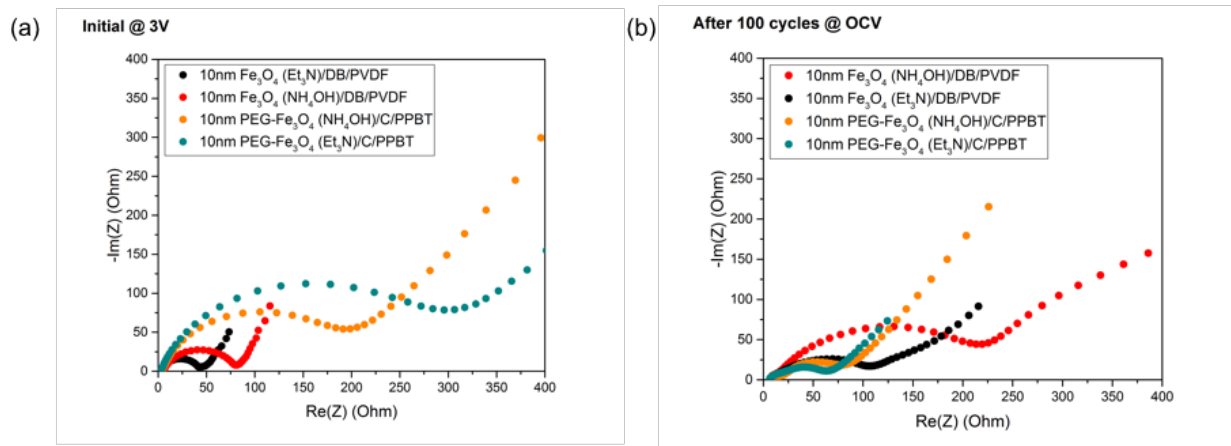 (a)
Initial @ 3V
10nm Fe₃O₄ (Et₃N)/DB/PVDF
10nm Fe₃O₄ (NH₄OH)/DB/PVDF
10nm PEG-Fe₃O₄ (NH₄OH)/C/PPBT
10nm PEG-Fe₃O₄ (Et₃N)/C/PPBT
400
350
300
250
200
150
100
50
0
-Im(Z) (Ohm)
0 50 100 150 200 250 300 350 400
Re(Z) (Ohm)
(b)
After 100 cycles @ OCV
10nm Fe₃O₄ (NH₄OH)/DB/PVDF
10nm Fe₃O₄ (Et₃N)/DB/PVDF
10nm PEG-Fe₃O₄ (NH₄OH)/C/PPBT
10nm PEG-Fe₃O₄ (Et₃N)/C/PPBT
400
350
300
250
200
150
100
50
0
-Im(Z) (Ohm)
0 50 100 150 200 250 300 350 400
Re(Z) (Ohm)